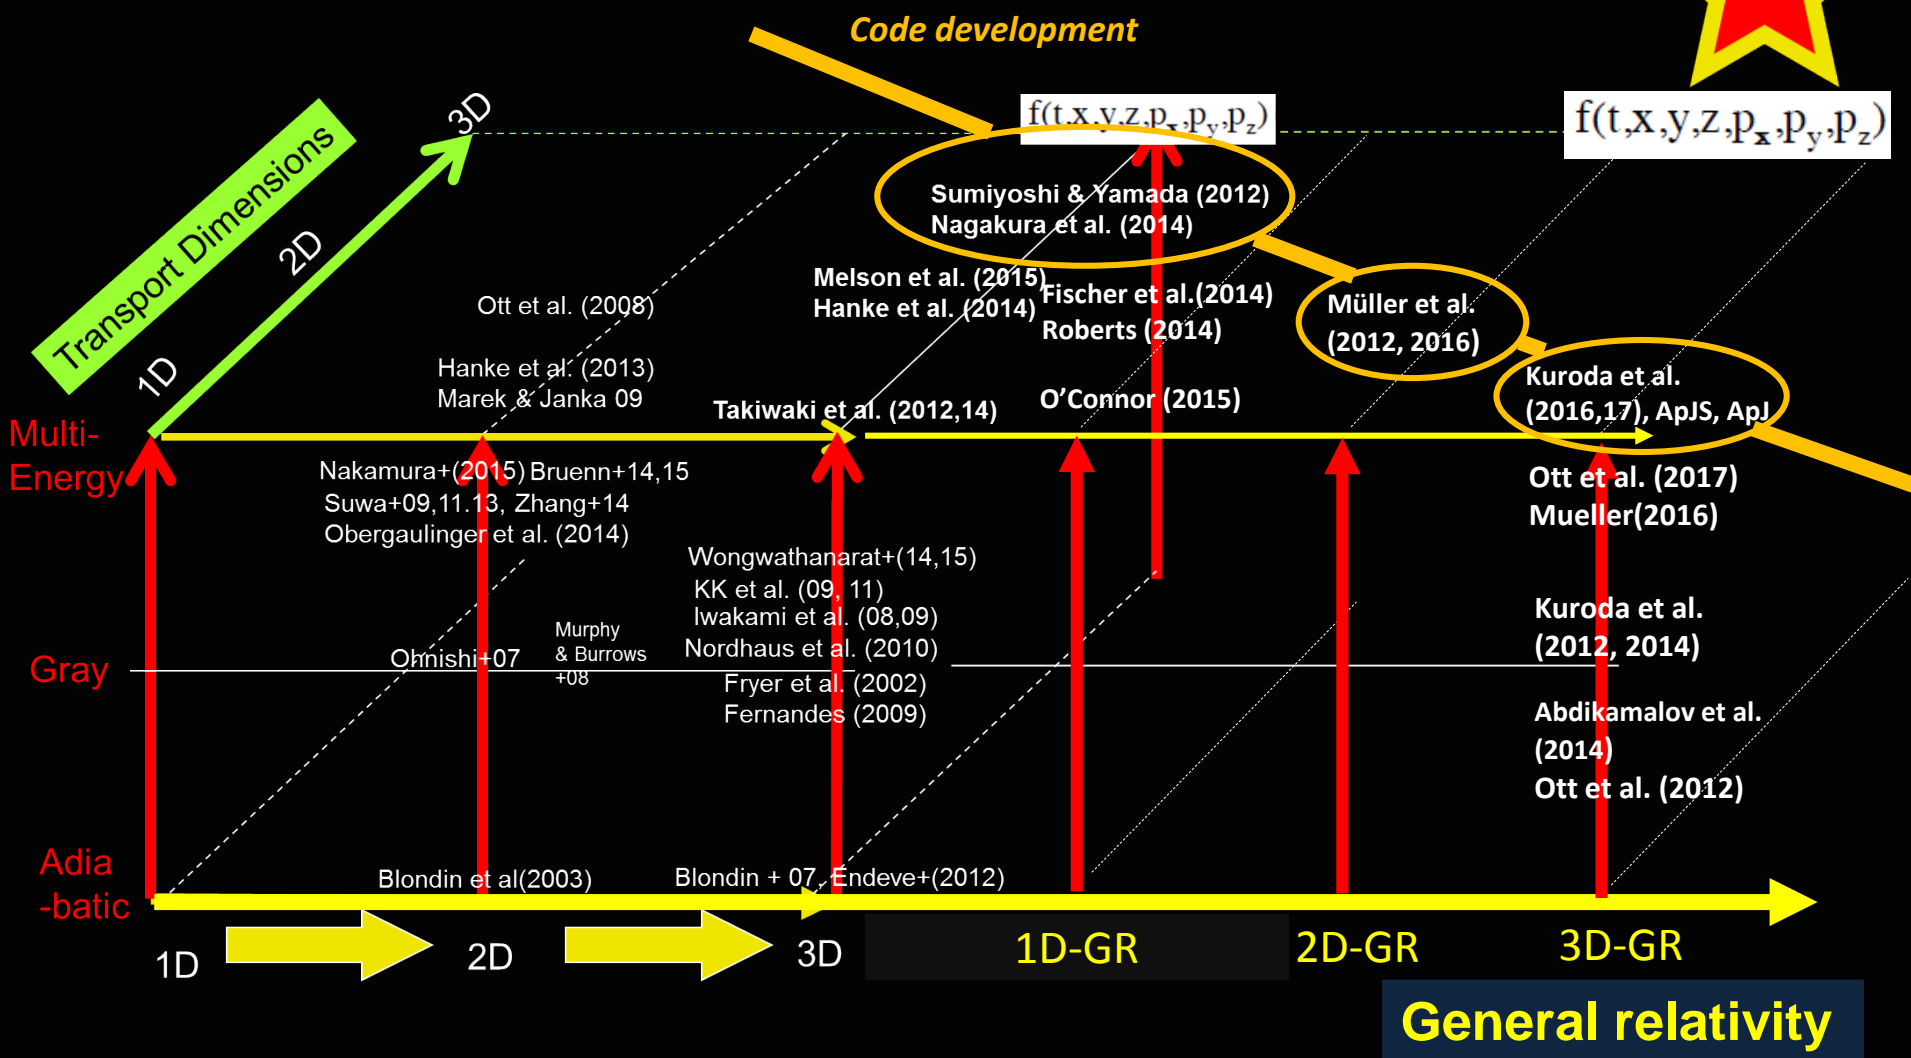 Code development
f(t,x,y,z,px,py,pz)
f(t,x,y,z,px,py,pz)
Transport Dimensions
3D
2D
1D
Sumiyoshi & Yamada (2012)
Nagakura et al. (2014)
Melson et al. (2015)
Hanke et al. (2014)
Fischer et al.(2014)
Roberts (2014)
Müller et al.
(2012, 2016)
Ott et al. (2008)
Hanke et al. (2013)
Marek & Janka 09
Takiwaki et al. (2012,14)
O’Connor (2015)
Kuroda et al.
(2016,17), ApJS, ApJ
Multi-
Energy
Nakamura+(2015)
Bruenn+14,15
Suwa+09,11.13, Zhang+14
Obergaulinger et al. (2014)
Ott et al. (2017)
Mueller(2016)
Wongwathanarat+(14,15)
KK et al. (09, 11)
Iwakami et al. (08,09)
Nordhaus et al. (2010)
Fryer et al. (2002)
Fernandes (2009)
Gray
Ohnishi+07
Murphy
& Burrows
+08
Kuroda et al.
(2012, 2014)
Abdikamalov et al.
(2014)
Ott et al. (2012)
Adia
-batic
Blondin et al(2003)
Blondin + 07, Endeve+(2012)
1D
2D
3D
1D-GR
2D-GR
3D-GR
General relativity